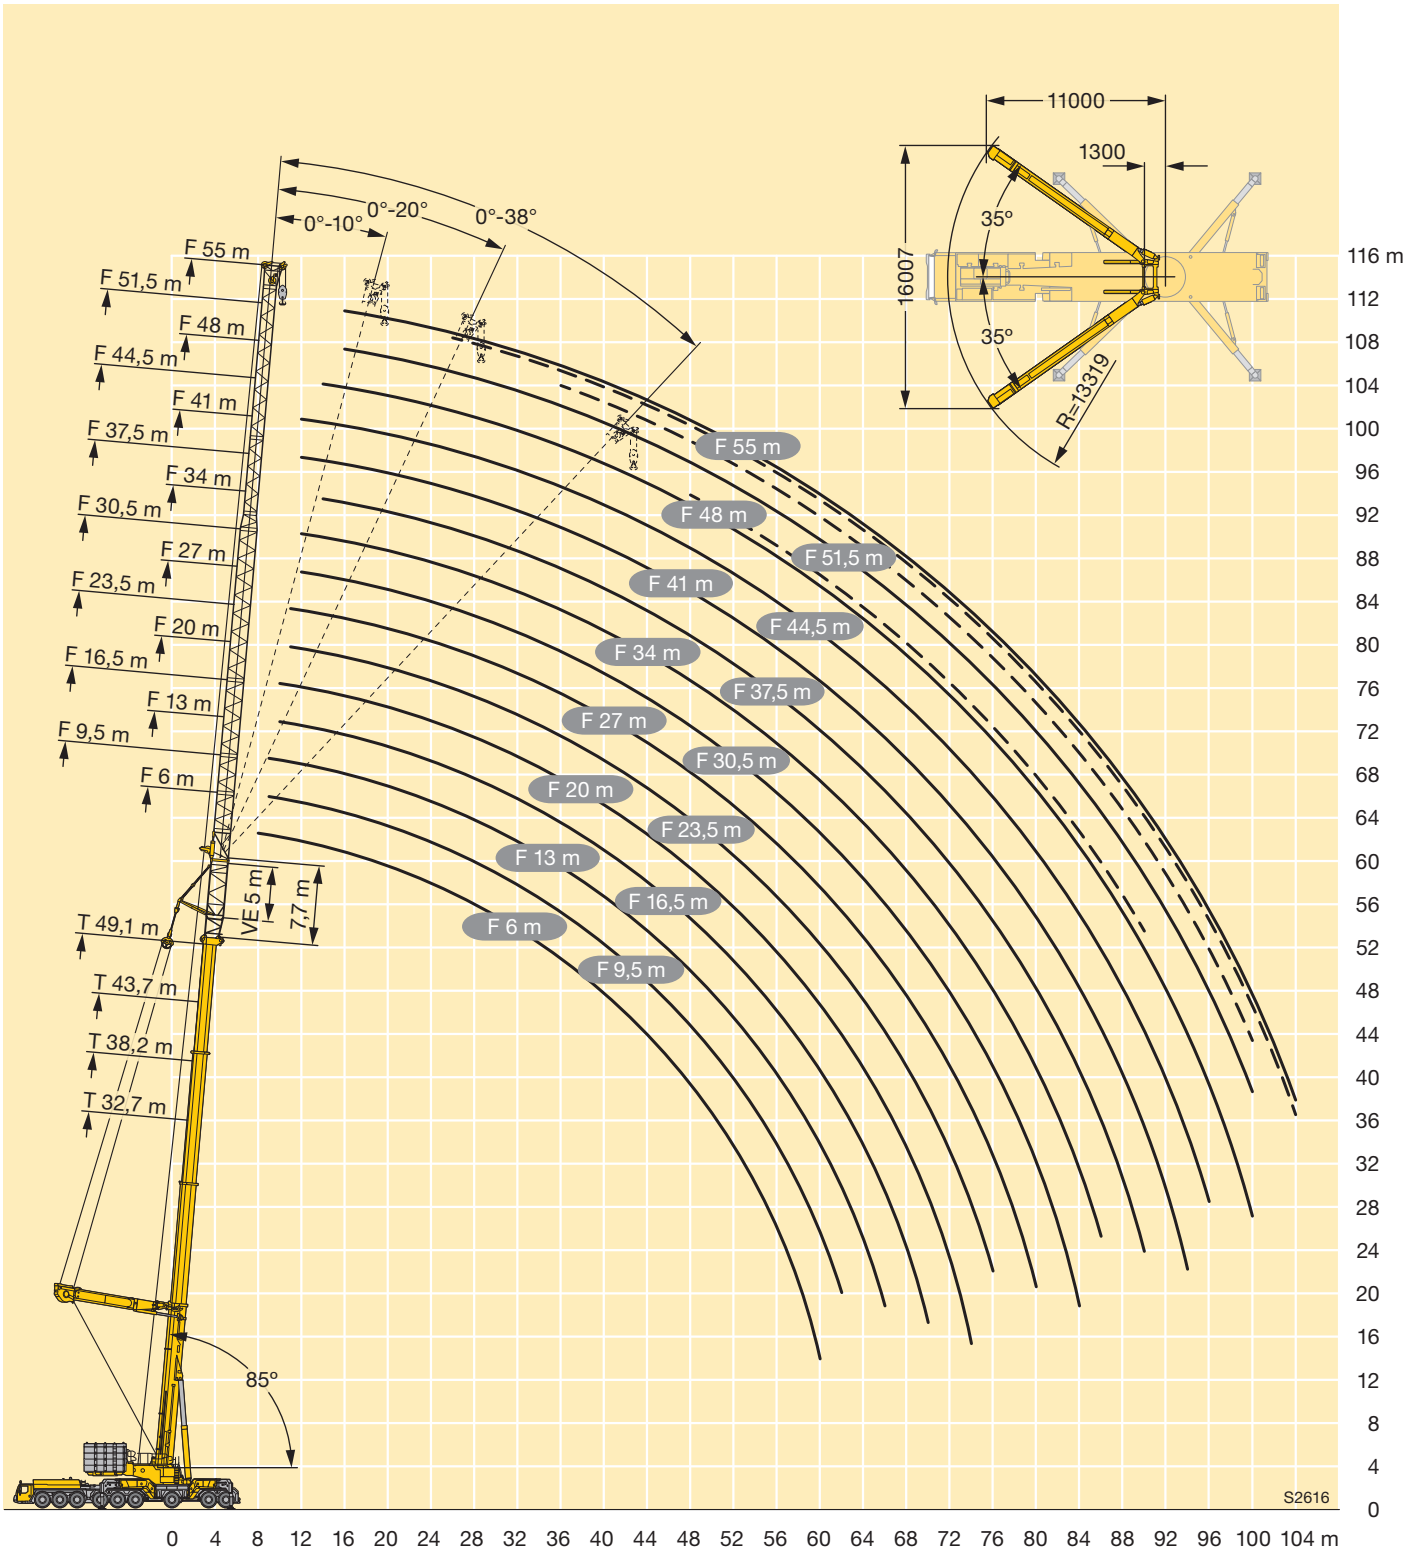 11000
1300
0°-38°
0°-20°
0°-10°
35°
16007
35°
R=13319
F 55 m
F 51,5 m
F 48 m
F 44,5 m
F 41 m
F 37,5 m
F 34 m
F 30,5 m
F 27 m
F 23,5 m
F 20 m
F 16,5 m
F 13 m
F 9,5 m
F 6 m
VE 5 m
7,7 m
T 49,1 m
T 43,7 m
T 38,2 m
T 32,7 m
85°
F 55 m
F 48 m
F 51,5 m
F 41 m
F 44,5 m
F 34 m
F 37,5 m
F 27 m
F 30,5 m
F 20 m
F 23,5 m
F 13 m
F 16,5 m
F 6 m
F 9,5 m
116 m
112
108
104
100
96
92
88
84
80
76
72
68
64
60
56
52
48
44
40
36
32
28
24
20
16
12
8
4
0
S2616
0 4 8 12 16 20 24 28 32 36 40 44 48 52 56 60 64 68 72 76 80 84 88 92 96 100 104 m